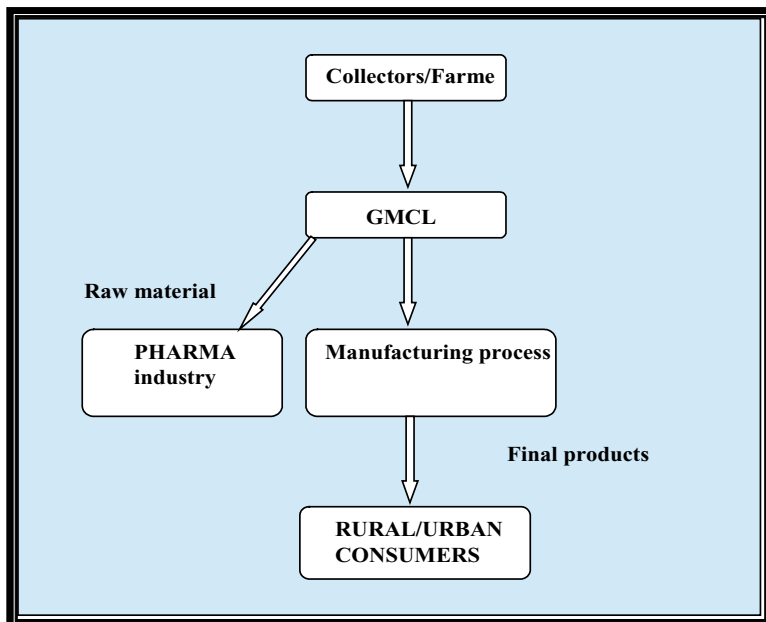 Collectors/Farme
GMCL
Raw material
PHARMA
industry
Manufacturing process
Final products
RURAL/URBAN
CONSUMERS